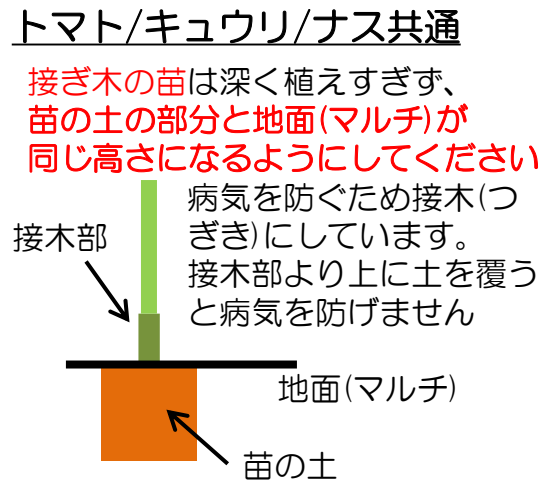 トマト/キュウリ/ナス共通
接ぎ木の苗は深く植えすぎず、
苗の土の部分と地面(マルチ)が
同じ高さになるようにしてください
病気を防ぐため接木(つ
ぎき)にしています。
接木部より上に土を覆う
と病気を防げません
接木部
地面(マルチ)
苗の土